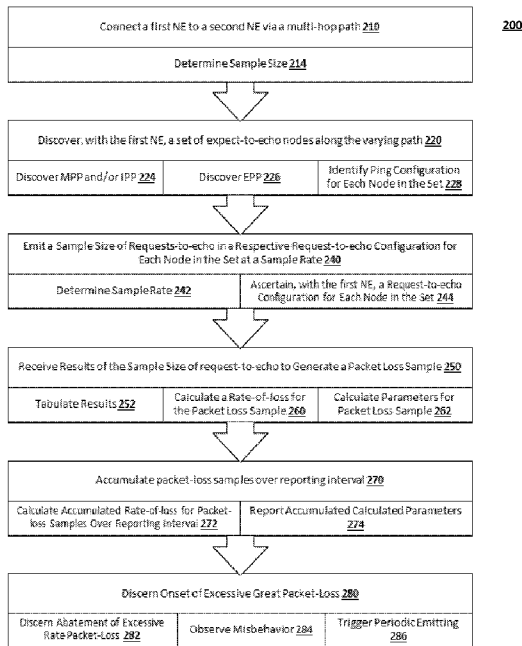 200
Connect a first NE to a second NE via a multi-hop path 210
Determine Sample Size 214
Discover, with the first NE, a set of expect-to-echo nodes along the varying path 220
Discover MPP and/or IPP 224
Discover EPP 226
Identify Ping Configuration
for Each Node in the Set 228
Emit a Sample Size of Requests-to-echo in a Respective Request-to-echo Configuration for
Each Node in the Set at a Sample Rate 240
Determine Sample Rate 242
Ascertain, with the first NE, a Request-to-echo
Configuration for Each Node in the Set 244
Receive Results of the Sample Size of request-to-echo to Generate a Packet Loss Sample 250
Tabulate Results 252
Calculate a Rate-of-loss for
the Packet Loss Sample 260
Calculate Parameters for
Packet Loss Sample 262
Accumulate packet-loss samples over reporting interval 270
Calculate Accumulated Rate-of-loss for Packet-
loss Samples Over Reporting Interval 272
Report Accumulated Calculated Parameters
274
Discern Onset of Excessive Great Packet-Loss 280
Discern Abatement of Excessive
Rate Packet-Loss 282
Observe Misbehavior 284
Trigger Periodic Emitting
286